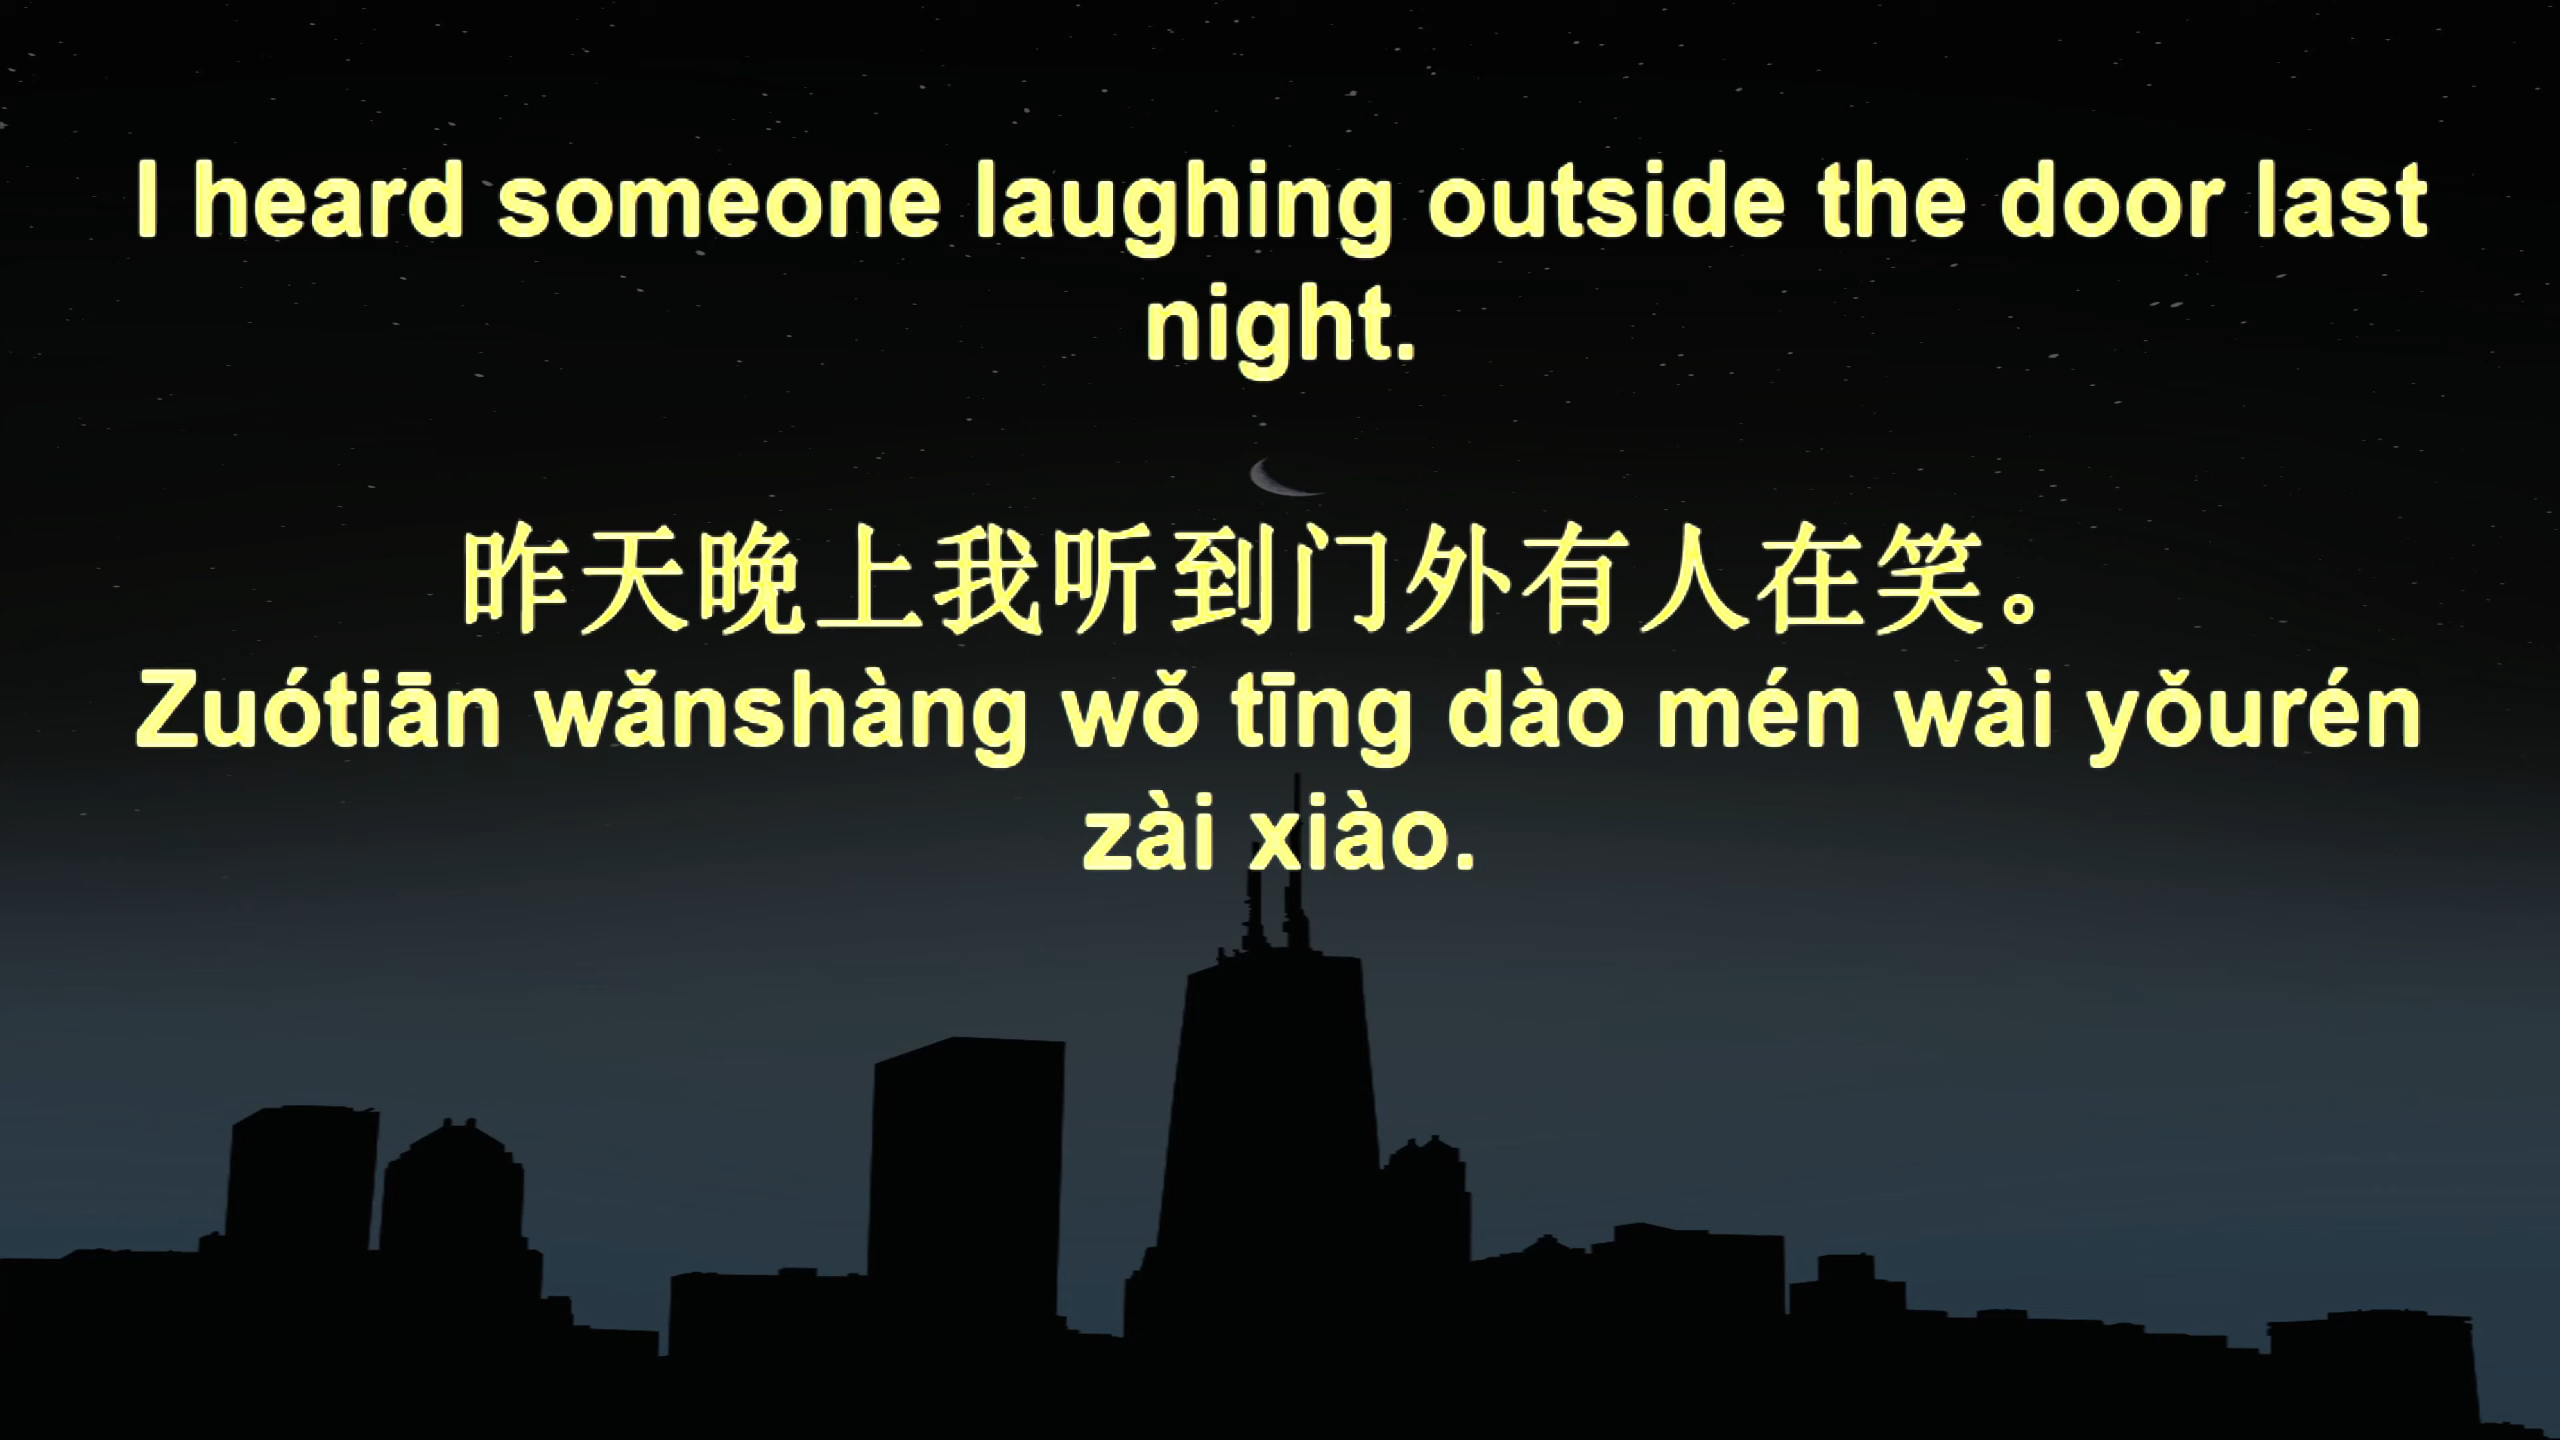 I heard someone laughing outside the door last
night.
昨天晚上我听到门外有人在笑。
Zuótiān wǎnshàng wǒ tīng dào mén wài yǒurén
zài xiào.